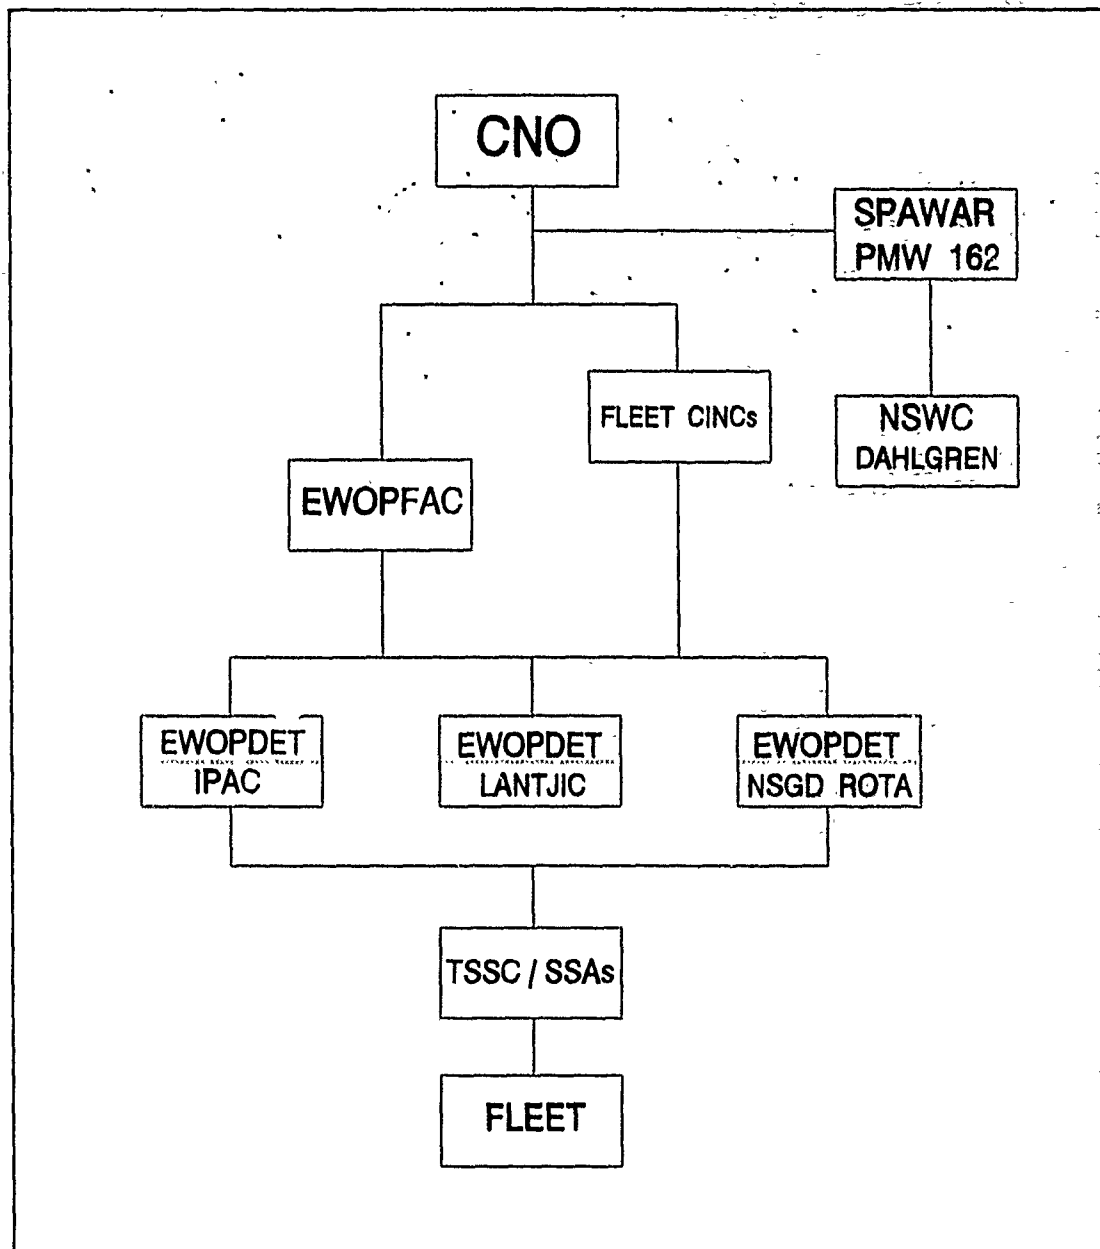 CNO
SPAWAR
PMW 162
FLEET CINCs
NSWC
DAHLGREN
EWOPFAC
EWOPDET
IPAC
EWOPDET
LANTJIC
EWOPDET
NSGD ROTA
TSSC / SSAs
FLEET